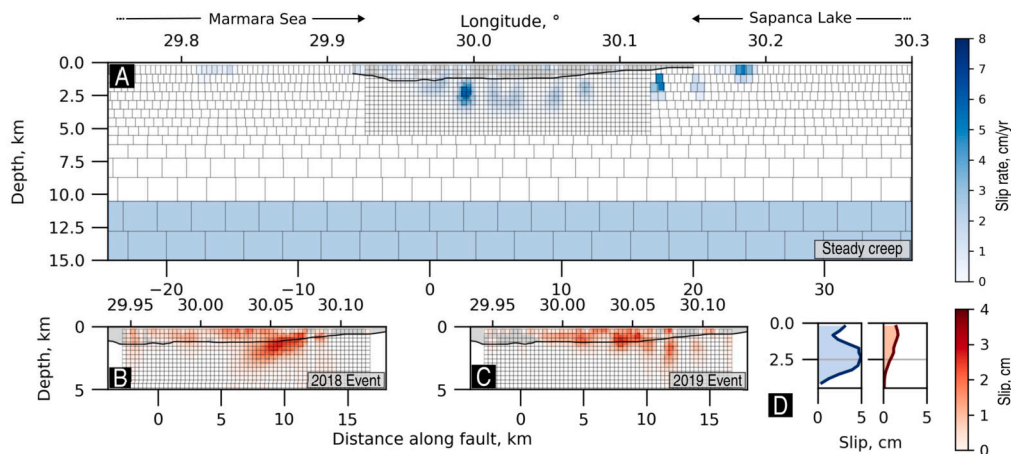 Marmara Sea Longitude, ° Sapanca Lake
29.8 29.9 30.0 30.1 30.2 30.3
A
0.0
2.5
5.0
7.5
10.0
12.5
15.0
Depth, km
Steady creep
−20 −10 0 10 20 30
8
7
6
5
4
3
2
1
0
Slip rate, cm/yr
29.95 30.00 30.05 30.10
0
5
Depth, km
B
2018 Event
0 5 10 15
29.95 30.00 30.05 30.10
0
5
C
2019 Event
0 5 10 15
Distance along fault, km
0.0
2.5
D
0 5 0 5
Slip, cm
4
3
2
1
0
Slip, cm